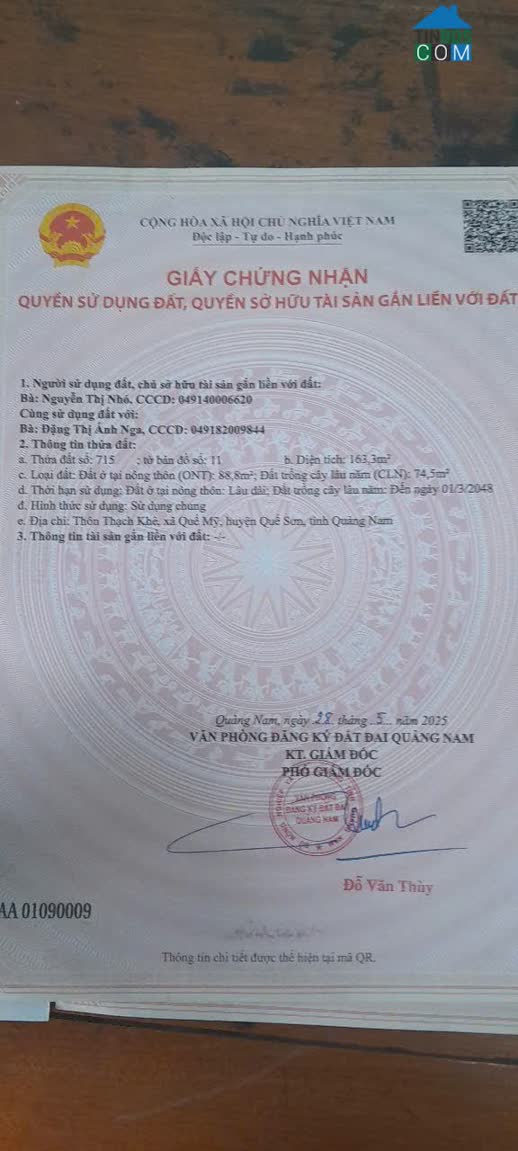 COM
CỘNG HÒA XÃ HỘI CHỦ NGHĨA VIỆT NAM
Độc lập - Tự do - Hạnh phúc
GIẤY CHỨNG NHẬN
QUYỀN SỬ DỤNG ĐẤT, QUYỀN SỞ HỮU TÀI SẢN GẮN LIỀN VỚI ĐẤT
1. Người sử dụng đất, chủ sở hữu tài sản gắn liền với đất:
Bà: Nguyễn Thị Nhỏ, CCCD: 049140006620
Cùng sử dụng đất với:
Bà: Đặng Thị Ánh Nga, CCCD: 049182009844
2. Thông tin thửa đất:
a. Thửa đất số: 715 ; tờ bản đồ số: 11 b. Diện tích: 163,3m²
c. Loại đất: Đất ở tại nông thôn (ONT): 88,8m²; Đất trồng cây lâu năm (CLN): 74,5m²
d. Thời hạn sử dụng: Đất ở tại nông thôn: Lâu dài; Đất trồng cây lâu năm: Đến ngày 01/3/2048
đ. Hình thức sử dụng: Sử dụng chung
e. Địa chỉ: Thôn Thạch Khê, xã Quế Mỹ, huyện Quế Sơn, tỉnh Quảng Nam
3. Thông tin tài sản gắn liền với đất: -/-
Quảng Nam, ngày 28 tháng 5 năm 2025
VĂN PHÒNG ĐĂNG KÝ ĐẤT ĐAI QUẢNG NAM
KT. GIÁM ĐỐC
PHÓ GIÁM ĐỐC
VĂN PHÒNG
ĐĂNG KÝ ĐẤT ĐAI
QUẢNG NAM
Đỗ Văn Thùy
AA 01090009
Thông tin chi tiết được thể hiện tại mã QR.